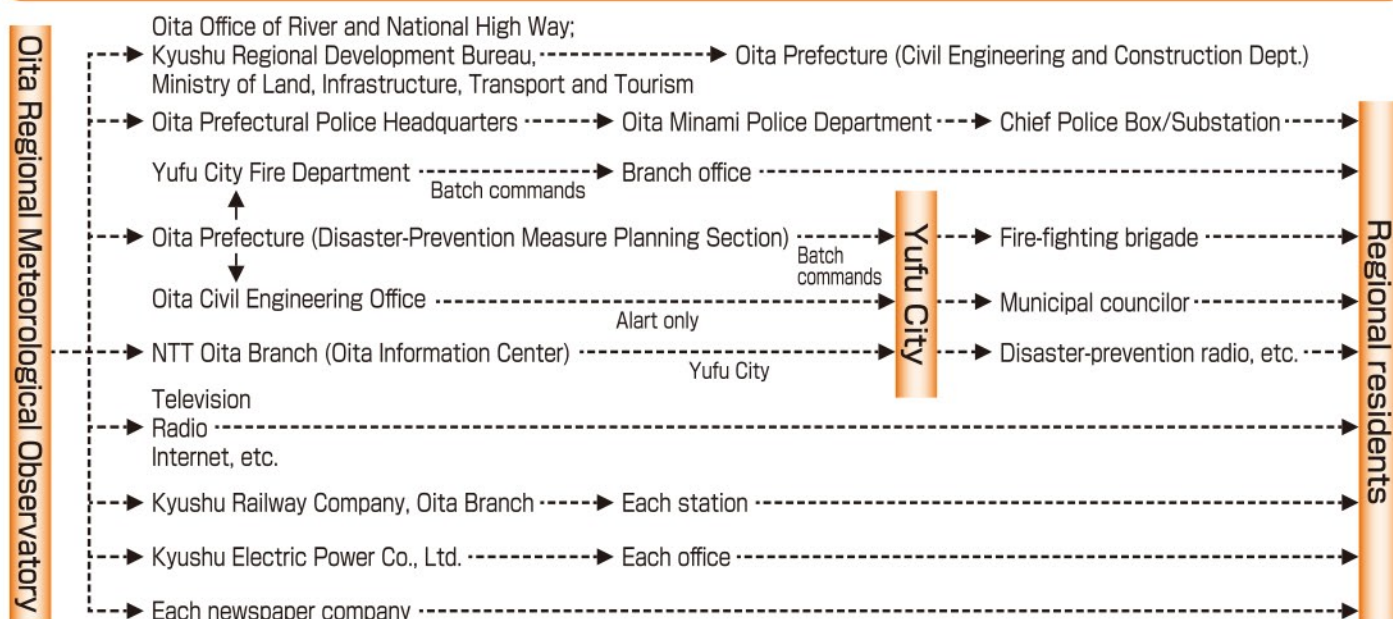 Oita Regional Meteorological Observatory
Oita Office of River and National High Way;
Kyushu Regional Development Bureau,
Ministry of Land, Infrastructure, Transport and Tourism
Oita Prefecture (Civil Engineering and Construction Dept.)
Oita Prefectural Police Headquarters
Oita Minami Police Department
Chief Police Box/Substation
Yufu City Fire Department
Batch commands
Branch office
Oita Prefecture (Disaster-Prevention Measure Planning Section)
Batch
commands
Yufu City
Fire-fighting brigade
Oita Civil Engineering Office
Alart only
Municipal councilor
NTT Oita Branch (Oita Information Center)
Yufu City
Disaster-prevention radio, etc.
Television
Radio
Internet, etc.
Kyushu Railway Company, Oita Branch
Each station
Kyushu Electric Power Co., Ltd.
Each office
Each newspaper company
Regional residents